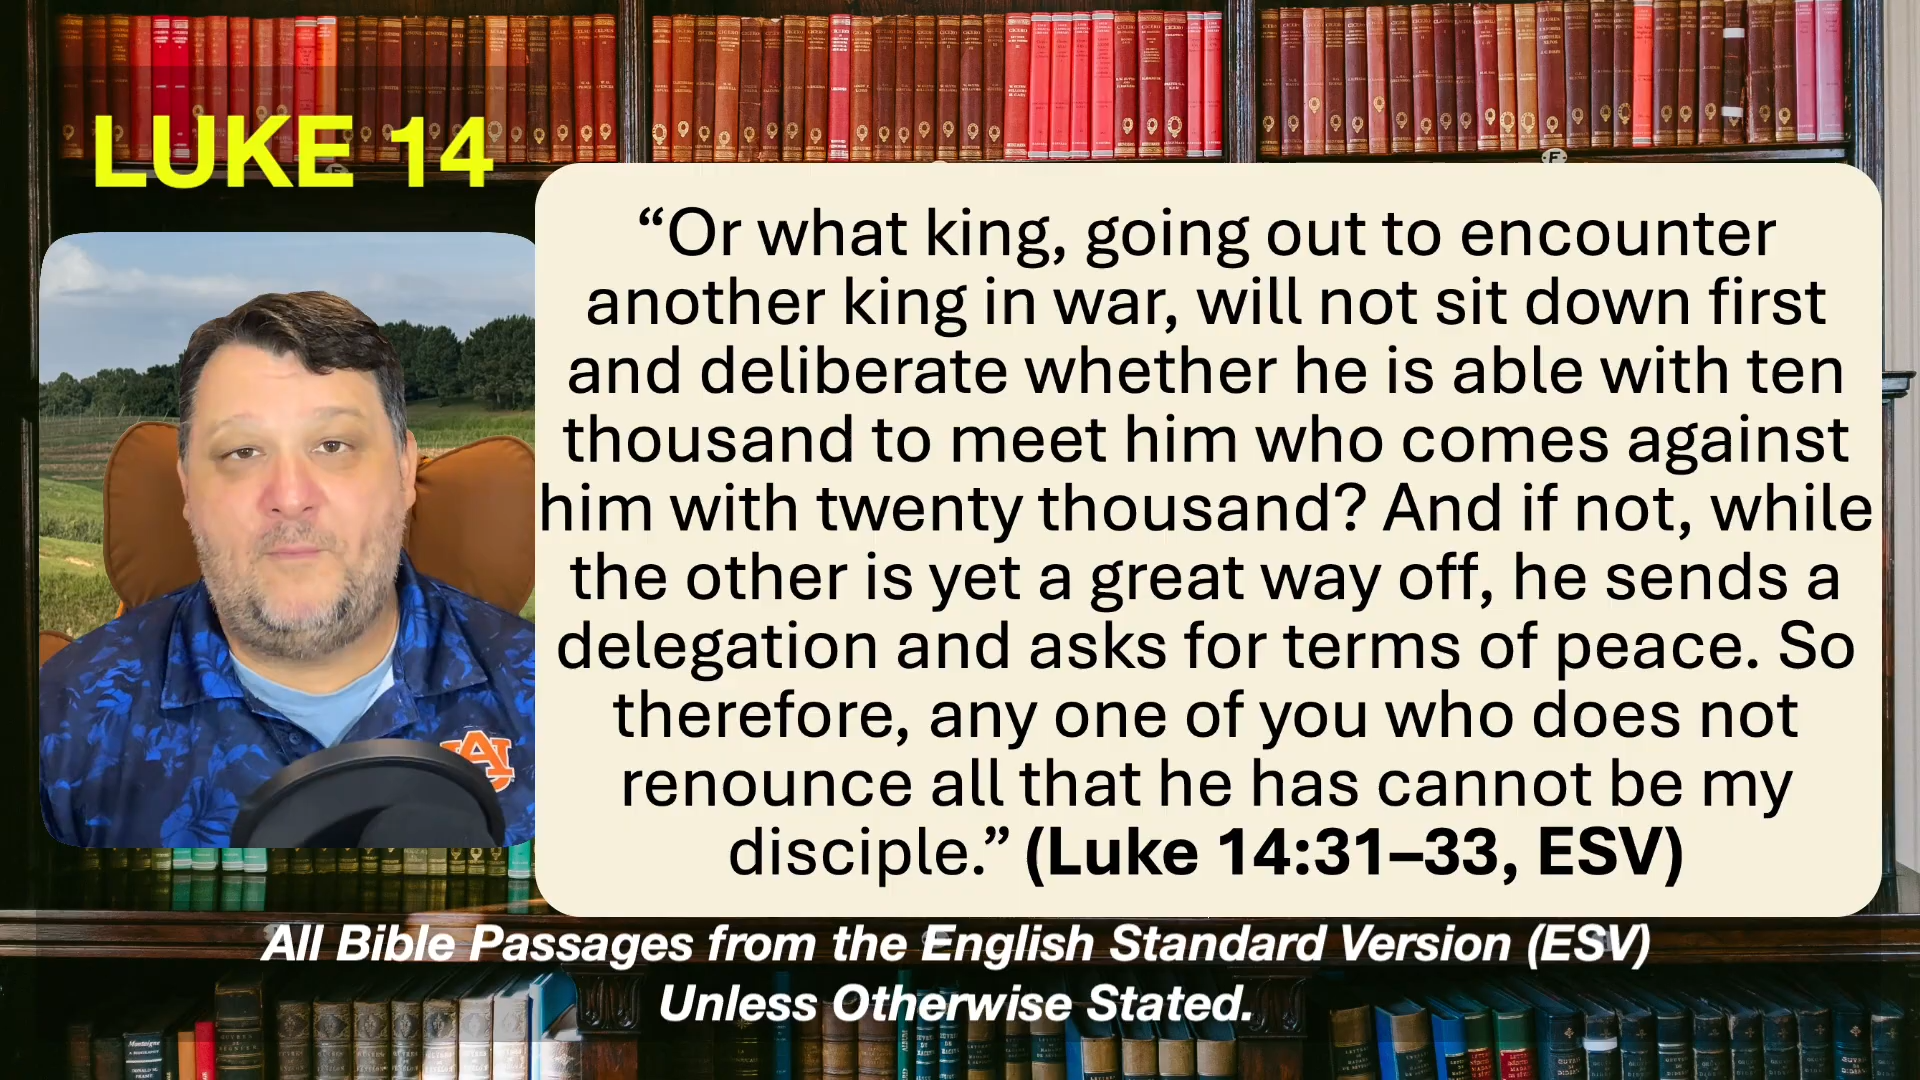 LUKE 14
“Or what king, going out to encounter
another king in war, will not sit down first
and deliberate whether he is able with ten
thousand to meet him who comes against
him with twenty thousand? And if not, while
the other is yet a great way off, he sends a
delegation and asks for terms of peace. So
therefore, any one of you who does not
renounce all that he has cannot be my
disciple.” (Luke 14:31–33, ESV)
All Bible Passages from the English Standard Version (ESV)
Unless Otherwise Stated.